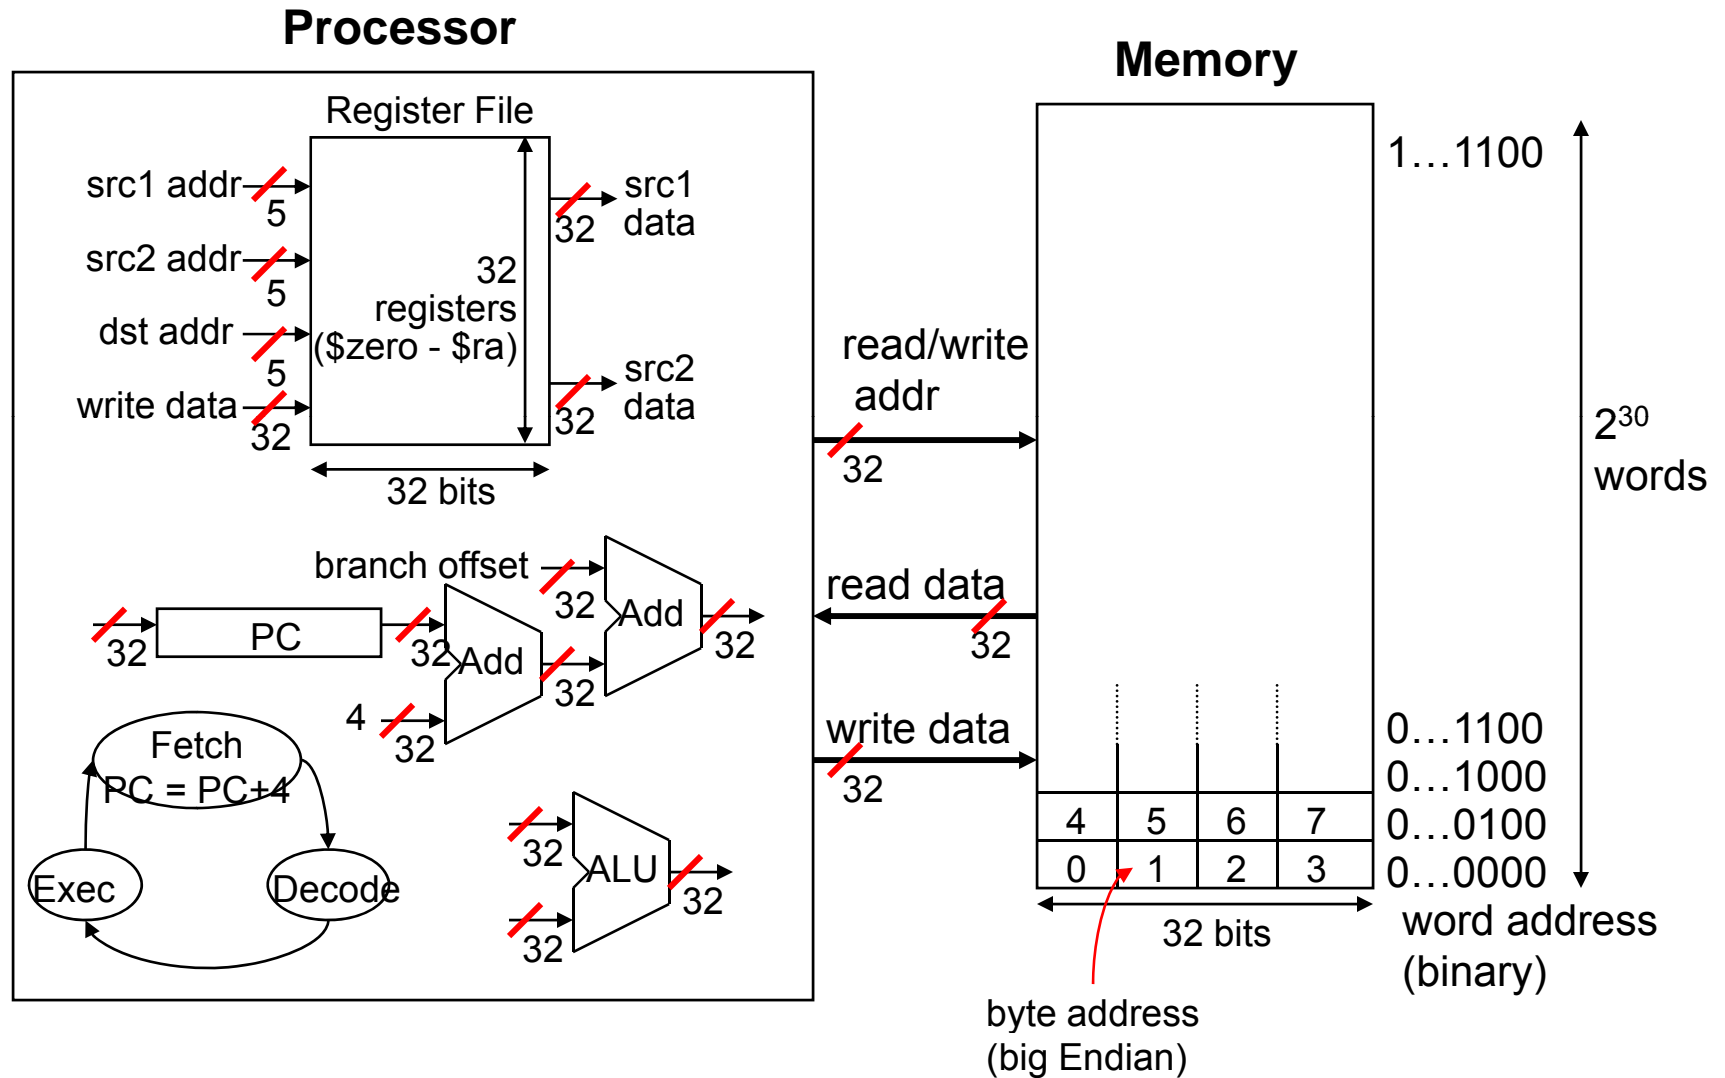 Processor
Memory
Register File
src1 addr
5
src2 addr
5
dst addr
5
write data
32
32
registers
($zero - $ra)
32 bits
src1
data
32
src2
data
32
branch offset
32
Add
32
32
PC
32
Add
32
4
32
Fetch
PC = PC+4
Exec
Decode
32
ALU
32
32
read/write
addr
32
read data
32
write data
32
1…1100
2³⁰
words
0…1100
0…1000
4 5 6 7 0…0100
0 1 2 3 0…0000
32 bits
word address
(binary)
byte address
(big Endian)